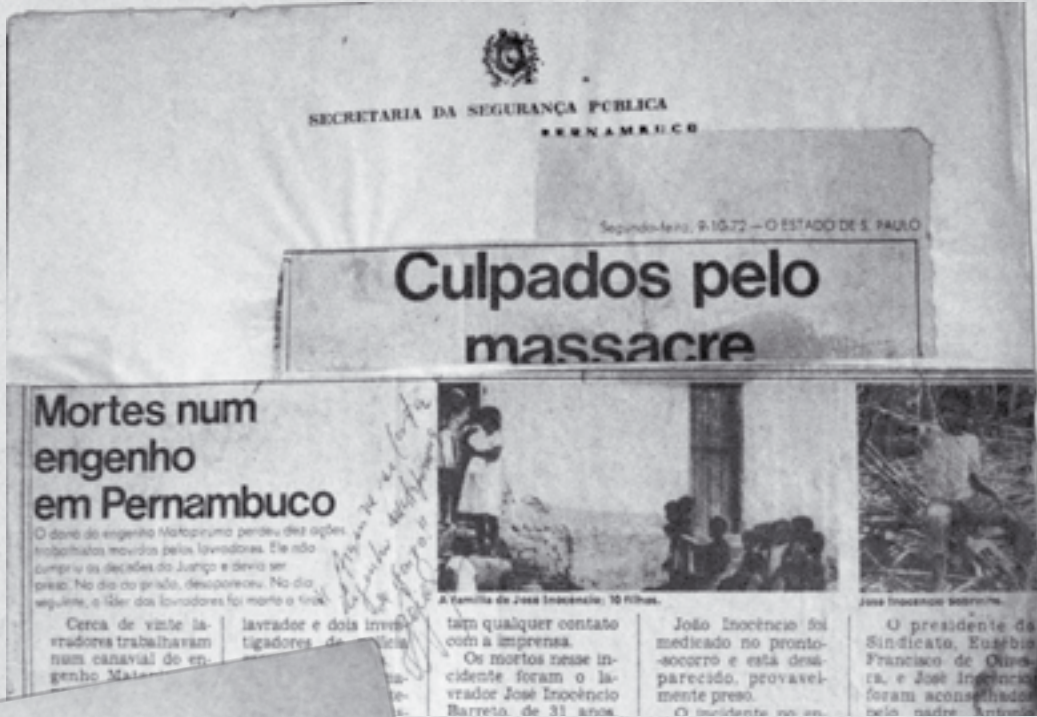 SECRETARIA DA SEGURANÇA PÚBLICA
PERNAMBUCO
Segunda-feira, 9-10-72 — O ESTADO DE S. PAULO
Culpados pelo
massacre
Mortes num
engenho
em Pernambuco
O dono do engenho Matapiruma perdeu dez ações
trabalhistas movidas pelos lavradores. Ele não
cumpriu as decisões da Justiça e devia ser
preso. No dia da prisão, desapareceu. No dia
seguinte, o líder dos lavradores foi morto a tiros.
A família de José Inocêncio; 10 filhos.
José Inocêncio Sobrinho.
Cerca de vinte la-
vradores trabalhavam
num canavial do en-
genho
lavrador e dois inves-
tigadores de
tam qualquer contato
com a imprensa.
Os mortos nesse in-
cidente foram o la-
vrador José Inocêncio
Barreto, de 31 anos
João Inocêncio foi
medicado no pronto-
-socorro e está desa-
parecido, provavel-
mente preso.
O incidente no en-
O presidente do
Sindicato, Eusébio
Francisco de
ra, e José Inocêncio
foram aconselhados
pelo padre Antonio